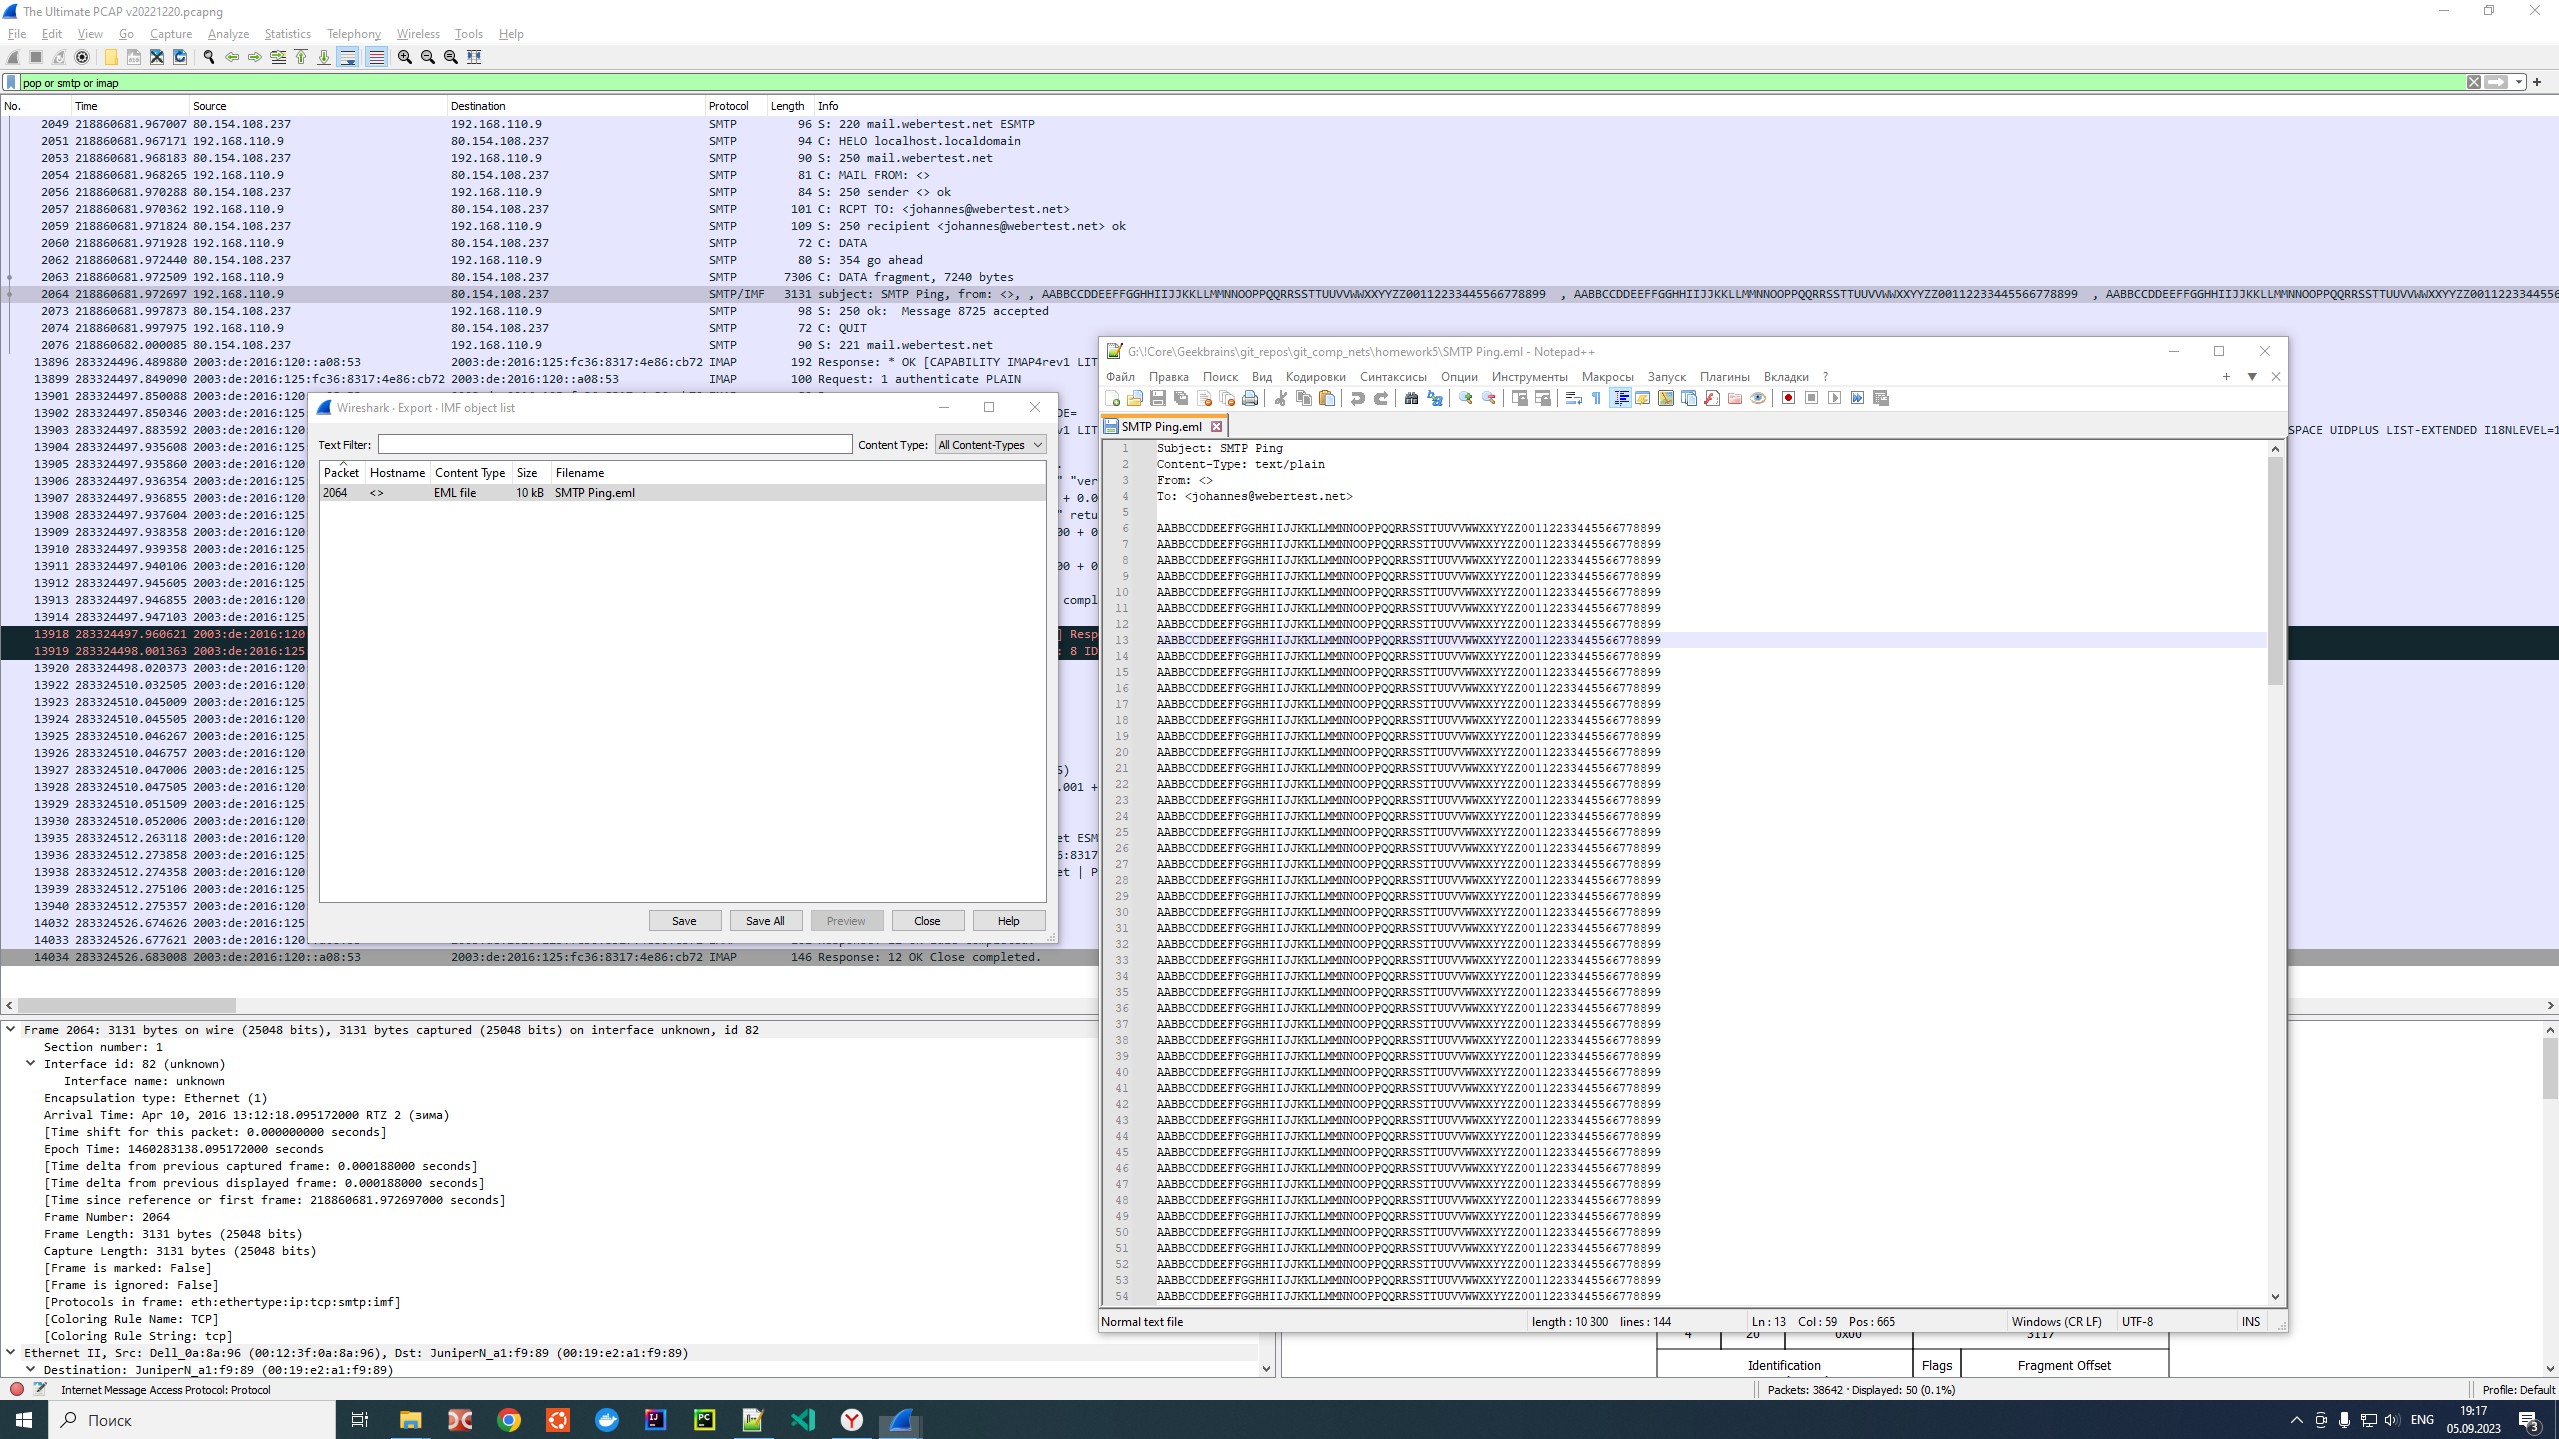 The Ultimate PCAP v20221220.pcapng
File Edit View Go Capture Analyze Statistics Telephony Wireless Tools Help
pop or smtp or imap
No. Time Source Destination Protocol Length Info
2049 218860681.967007 80.154.108.237 192.168.110.9 SMTP 96 S: 220 mail.webertest.net ESMTP
2051 218860681.967171 192.168.110.9 80.154.108.237 SMTP 94 C: HELO localhost.localdomain
2053 218860681.968183 80.154.108.237 192.168.110.9 SMTP 90 S: 250 mail.webertest.net
2054 218860681.968265 192.168.110.9 80.154.108.237 SMTP 81 C: MAIL FROM: <>
2056 218860681.970288 80.154.108.237 192.168.110.9 SMTP 84 S: 250 sender <> ok
2057 218860681.970362 192.168.110.9 80.154.108.237 SMTP 101 C: RCPT TO: <johannes@webertest.net>
2059 218860681.971824 80.154.108.237 192.168.110.9 SMTP 109 S: 250 recipient <johannes@webertest.net> ok
2060 218860681.971928 192.168.110.9 80.154.108.237 SMTP 72 C: DATA
2062 218860681.972440 80.154.108.237 192.168.110.9 SMTP 80 S: 354 go ahead
2063 218860681.972509 192.168.110.9 80.154.108.237 SMTP 7306 C: DATA fragment, 7240 bytes
2064 218860681.972697 192.168.110.9 80.154.108.237 SMTP/IMF 3131 subject: SMTP Ping, from: <>, , AABBCCDDEEFFGGHHIIJJKKLLMMNNOOPPQQRRSSTTUUVVWWXXYYZZ00112233445566778899 , AABBCCDDEEFFGGHHIIJJKKLLMMNNOOPPQQRRSSTTUUVVWWXXYYZZ00112233445566778899 , AABBCCDDEEFFGGHHIIJJKKLLMMNNOOPPQQRRSSTTUUVVWWXXYYZZ0011223344556
2073 218860681.997873 80.154.108.237 192.168.110.9 SMTP 98 S: 250 ok: Message 8725 accepted
2074 218860681.997975 192.168.110.9 80.154.108.237 SMTP 72 C: QUIT
2076 218860682.000085 80.154.108.237 192.168.110.9 SMTP 90 S: 221 mail.webertest.net
13896 283324496.489880 2003:de:2016:120::a08:53 2003:de:2016:125:fc36:8317:4e86:cb72 IMAP 192 Response: * OK [CAPABILITY IMAP4rev1 LIT
13899 283324497.849090 2003:de:2016:125:fc36:8317:4e86:cb72 2003:de:2016:120::a08:53 IMAP 100 Request: 1 authenticate PLAIN
13901 283324497.850088 2003:de:2016:120:
13902 283324497.850346 2003:de:2016:125: DE=
13903 283324497.883592 2003:de:2016:120: v1 LIT SPACE UIDPLUS LIST-EXTENDED I18NLEVEL=1
13904 283324497.935608 2003:de:2016:125:
13905 283324497.935860 2003:de:2016:120: .
13906 283324497.936354 2003:de:2016:125: " "ver
13907 283324497.936855 2003:de:2016:120: + 0.00
13908 283324497.937604 2003:de:2016:125: " retu
13909 283324497.938358 2003:de:2016:120: 00 + 0
13910 283324497.939358 2003:de:2016:125:
13911 283324497.940106 2003:de:2016:120: 00 + 0
13912 283324497.945605 2003:de:2016:125:
13913 283324497.946855 2003:de:2016:120: compl
13914 283324497.947103 2003:de:2016:125:
13918 283324497.960621 2003:de:2016:120: ] Resp
13919 283324498.001363 2003:de:2016:125: : 8 ID
13920 283324498.020373 2003:de:2016:120:
13922 283324510.032505 2003:de:2016:125:
13923 283324510.045009 2003:de:2016:120:
13924 283324510.045505 2003:de:2016:120:
13925 283324510.046267 2003:de:2016:125:
13926 283324510.046757 2003:de:2016:120:
13927 283324510.047006 2003:de:2016:125: S)
13928 283324510.047505 2003:de:2016:120: .001 +
13929 283324510.051509 2003:de:2016:125:
13930 283324510.052006 2003:de:2016:120:
13935 283324512.263118 2003:de:2016:120: et ESM
13936 283324512.273858 2003:de:2016:125: 6:8317
13938 283324512.274358 2003:de:2016:120: et | P
13939 283324512.275106 2003:de:2016:125:
13940 283324512.275357 2003:de:2016:120:
14032 283324526.674626 2003:de:2016:125:
14033 283324526.677621 2003:de:2016:120:
14034 283324526.683008 2003:de:2016:120::a08:53 2003:de:2016:125:fc36:8317:4e86:cb72 IMAP 146 Response: 12 OK Close completed.
Wireshark · Export · IMF object list
Text Filter: Content Type: All Content-Types
Packet Hostname Content Type Size Filename
2064 <> EML file 10 kB SMTP Ping.eml
Save Save All Preview Close Help
G:\!Core\Geekbrains\git_repos\git_comp_nets\homework5\SMTP Ping.eml - Notepad++
Файл Правка Поиск Вид Кодировки Синтаксисы Опции Инструменты Макросы Запуск Плагины Вкладки ?
SMTP Ping.eml
1 Subject: SMTP Ping
2 Content-Type: text/plain
3 From: <>
4 To: <johannes@webertest.net>
5
6 AABBCCDDEEFFGGHHIIJJKKLLMMNNOOPPQQRRSSTTUUVVWWXXYYZZ00112233445566778899
7 AABBCCDDEEFFGGHHIIJJKKLLMMNNOOPPQQRRSSTTUUVVWWXXYYZZ00112233445566778899
8 AABBCCDDEEFFGGHHIIJJKKLLMMNNOOPPQQRRSSTTUUVVWWXXYYZZ00112233445566778899
9 AABBCCDDEEFFGGHHIIJJKKLLMMNNOOPPQQRRSSTTUUVVWWXXYYZZ00112233445566778899
10 AABBCCDDEEFFGGHHIIJJKKLLMMNNOOPPQQRRSSTTUUVVWWXXYYZZ00112233445566778899
11 AABBCCDDEEFFGGHHIIJJKKLLMMNNOOPPQQRRSSTTUUVVWWXXYYZZ00112233445566778899
12 AABBCCDDEEFFGGHHIIJJKKLLMMNNOOPPQQRRSSTTUUVVWWXXYYZZ00112233445566778899
13 AABBCCDDEEFFGGHHIIJJKKLLMMNNOOPPQQRRSSTTUUVVWWXXYYZZ00112233445566778899
14 AABBCCDDEEFFGGHHIIJJKKLLMMNNOOPPQQRRSSTTUUVVWWXXYYZZ00112233445566778899
15 AABBCCDDEEFFGGHHIIJJKKLLMMNNOOPPQQRRSSTTUUVVWWXXYYZZ00112233445566778899
16 AABBCCDDEEFFGGHHIIJJKKLLMMNNOOPPQQRRSSTTUUVVWWXXYYZZ00112233445566778899
17 AABBCCDDEEFFGGHHIIJJKKLLMMNNOOPPQQRRSSTTUUVVWWXXYYZZ00112233445566778899
18 AABBCCDDEEFFGGHHIIJJKKLLMMNNOOPPQQRRSSTTUUVVWWXXYYZZ00112233445566778899
19 AABBCCDDEEFFGGHHIIJJKKLLMMNNOOPPQQRRSSTTUUVVWWXXYYZZ00112233445566778899
20 AABBCCDDEEFFGGHHIIJJKKLLMMNNOOPPQQRRSSTTUUVVWWXXYYZZ00112233445566778899
21 AABBCCDDEEFFGGHHIIJJKKLLMMNNOOPPQQRRSSTTUUVVWWXXYYZZ00112233445566778899
22 AABBCCDDEEFFGGHHIIJJKKLLMMNNOOPPQQRRSSTTUUVVWWXXYYZZ00112233445566778899
23 AABBCCDDEEFFGGHHIIJJKKLLMMNNOOPPQQRRSSTTUUVVWWXXYYZZ00112233445566778899
24 AABBCCDDEEFFGGHHIIJJKKLLMMNNOOPPQQRRSSTTUUVVWWXXYYZZ00112233445566778899
25 AABBCCDDEEFFGGHHIIJJKKLLMMNNOOPPQQRRSSTTUUVVWWXXYYZZ00112233445566778899
26 AABBCCDDEEFFGGHHIIJJKKLLMMNNOOPPQQRRSSTTUUVVWWXXYYZZ00112233445566778899
27 AABBCCDDEEFFGGHHIIJJKKLLMMNNOOPPQQRRSSTTUUVVWWXXYYZZ00112233445566778899
28 AABBCCDDEEFFGGHHIIJJKKLLMMNNOOPPQQRRSSTTUUVVWWXXYYZZ00112233445566778899
29 AABBCCDDEEFFGGHHIIJJKKLLMMNNOOPPQQRRSSTTUUVVWWXXYYZZ00112233445566778899
30 AABBCCDDEEFFGGHHIIJJKKLLMMNNOOPPQQRRSSTTUUVVWWXXYYZZ00112233445566778899
31 AABBCCDDEEFFGGHHIIJJKKLLMMNNOOPPQQRRSSTTUUVVWWXXYYZZ00112233445566778899
32 AABBCCDDEEFFGGHHIIJJKKLLMMNNOOPPQQRRSSTTUUVVWWXXYYZZ00112233445566778899
33 AABBCCDDEEFFGGHHIIJJKKLLMMNNOOPPQQRRSSTTUUVVWWXXYYZZ00112233445566778899
34 AABBCCDDEEFFGGHHIIJJKKLLMMNNOOPPQQRRSSTTUUVVWWXXYYZZ00112233445566778899
35 AABBCCDDEEFFGGHHIIJJKKLLMMNNOOPPQQRRSSTTUUVVWWXXYYZZ00112233445566778899
36 AABBCCDDEEFFGGHHIIJJKKLLMMNNOOPPQQRRSSTTUUVVWWXXYYZZ00112233445566778899
37 AABBCCDDEEFFGGHHIIJJKKLLMMNNOOPPQQRRSSTTUUVVWWXXYYZZ00112233445566778899
38 AABBCCDDEEFFGGHHIIJJKKLLMMNNOOPPQQRRSSTTUUVVWWXXYYZZ00112233445566778899
39 AABBCCDDEEFFGGHHIIJJKKLLMMNNOOPPQQRRSSTTUUVVWWXXYYZZ00112233445566778899
40 AABBCCDDEEFFGGHHIIJJKKLLMMNNOOPPQQRRSSTTUUVVWWXXYYZZ00112233445566778899
41 AABBCCDDEEFFGGHHIIJJKKLLMMNNOOPPQQRRSSTTUUVVWWXXYYZZ00112233445566778899
42 AABBCCDDEEFFGGHHIIJJKKLLMMNNOOPPQQRRSSTTUUVVWWXXYYZZ00112233445566778899
43 AABBCCDDEEFFGGHHIIJJKKLLMMNNOOPPQQRRSSTTUUVVWWXXYYZZ00112233445566778899
44 AABBCCDDEEFFGGHHIIJJKKLLMMNNOOPPQQRRSSTTUUVVWWXXYYZZ00112233445566778899
45 AABBCCDDEEFFGGHHIIJJKKLLMMNNOOPPQQRRSSTTUUVVWWXXYYZZ00112233445566778899
46 AABBCCDDEEFFGGHHIIJJKKLLMMNNOOPPQQRRSSTTUUVVWWXXYYZZ00112233445566778899
47 AABBCCDDEEFFGGHHIIJJKKLLMMNNOOPPQQRRSSTTUUVVWWXXYYZZ00112233445566778899
48 AABBCCDDEEFFGGHHIIJJKKLLMMNNOOPPQQRRSSTTUUVVWWXXYYZZ00112233445566778899
49 AABBCCDDEEFFGGHHIIJJKKLLMMNNOOPPQQRRSSTTUUVVWWXXYYZZ00112233445566778899
50 AABBCCDDEEFFGGHHIIJJKKLLMMNNOOPPQQRRSSTTUUVVWWXXYYZZ00112233445566778899
51 AABBCCDDEEFFGGHHIIJJKKLLMMNNOOPPQQRRSSTTUUVVWWXXYYZZ00112233445566778899
52 AABBCCDDEEFFGGHHIIJJKKLLMMNNOOPPQQRRSSTTUUVVWWXXYYZZ00112233445566778899
53 AABBCCDDEEFFGGHHIIJJKKLLMMNNOOPPQQRRSSTTUUVVWWXXYYZZ00112233445566778899
54 AABBCCDDEEFFGGHHIIJJKKLLMMNNOOPPQQRRSSTTUUVVWWXXYYZZ00112233445566778899
Normal text file length : 10 300 lines : 144 Ln : 13 Col : 59 Pos : 665 Windows (CR LF) UTF-8 INS
Frame 2064: 3131 bytes on wire (25048 bits), 3131 bytes captured (25048 bits) on interface unknown, id 82
Section number: 1
Interface id: 82 (unknown)
Interface name: unknown
Encapsulation type: Ethernet (1)
Arrival Time: Apr 10, 2016 13:12:18.095172000 RTZ 2 (зима)
[Time shift for this packet: 0.000000000 seconds]
Epoch Time: 1460283138.095172000 seconds
[Time delta from previous captured frame: 0.000188000 seconds]
[Time delta from previous displayed frame: 0.000188000 seconds]
[Time since reference or first frame: 218860681.972697000 seconds]
Frame Number: 2064
Frame Length: 3131 bytes (25048 bits)
Capture Length: 3131 bytes (25048 bits)
[Frame is marked: False]
[Frame is ignored: False]
[Protocols in frame: eth:ethertype:ip:tcp:smtp:imf]
[Coloring Rule Name: TCP]
[Coloring Rule String: tcp]
Ethernet II, Src: Dell_0a:8a:96 (00:12:3f:0a:8a:96), Dst: JuniperN_a1:f9:89 (00:19:e2:a1:f9:89)
Destination: JuniperN_a1:f9:89 (00:19:e2:a1:f9:89)
4 20 0x00 3117
Identification Flags Fragment Offset
Internet Message Access Protocol: Protocol Packets: 38642 · Displayed: 50 (0.1%) Profile: Default
Поиск
ENG 19:17
05.09.2023
3